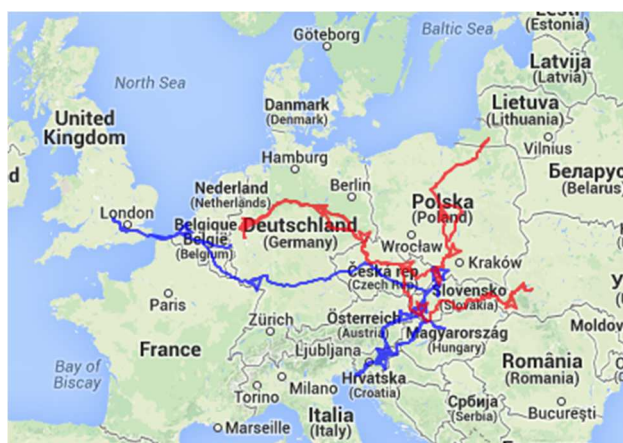 Göteborg
Baltic Sea
Eesti
(Estonia)
Latvija
(Latvia)
North Sea
Danmark
(Denmark)
Lietuva
(Lithuania)
United
Kingdom
Vilnius
Hamburg
Беларусь
(Belarus)
d
Nederland
(Netherlands)
Berlin
London
Polska
(Poland)
Belgique
België
(Belgium)
Deutschland
(Germany)
Wrocław
Kraków
Česká rep
(Czech Rep)
Paris
Slovensko
(Slovakia)
У
Österreich
(Austria)
Zürich
Magyarország
(Hungary)
Moldov
France
Ljubljana
Bay of
Biscay
Milano
Hrvatska
(Croatia)
România
(Romania)
Torino
Србија
(Serbia)
București
Italia
(Italy)
Marseille